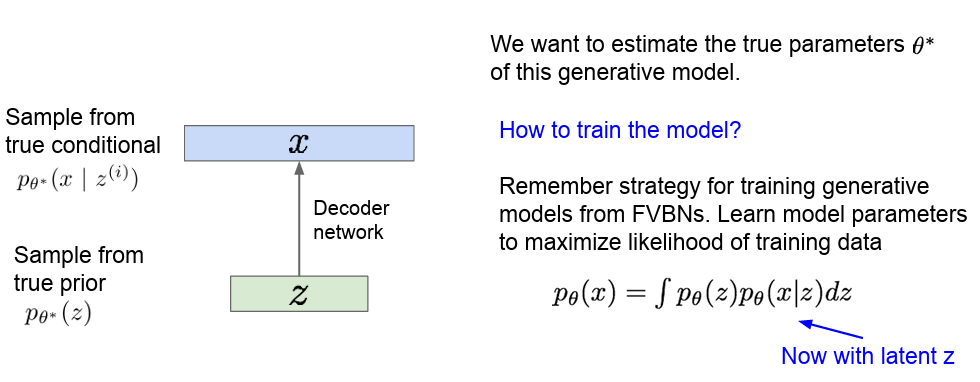 We want to estimate the true parameters θ*
of this generative model.
How to train the model?
Remember strategy for training generative
models from FVBNs. Learn model parameters
to maximize likelihood of training data
pθ(x) = ∫ pθ(z)pθ(x|z)dz
Now with latent z
Sample from
true conditional
pθ*(x | z⁽ⁱ⁾)
x
Decoder
network
Sample from
true prior
pθ*(z)
z